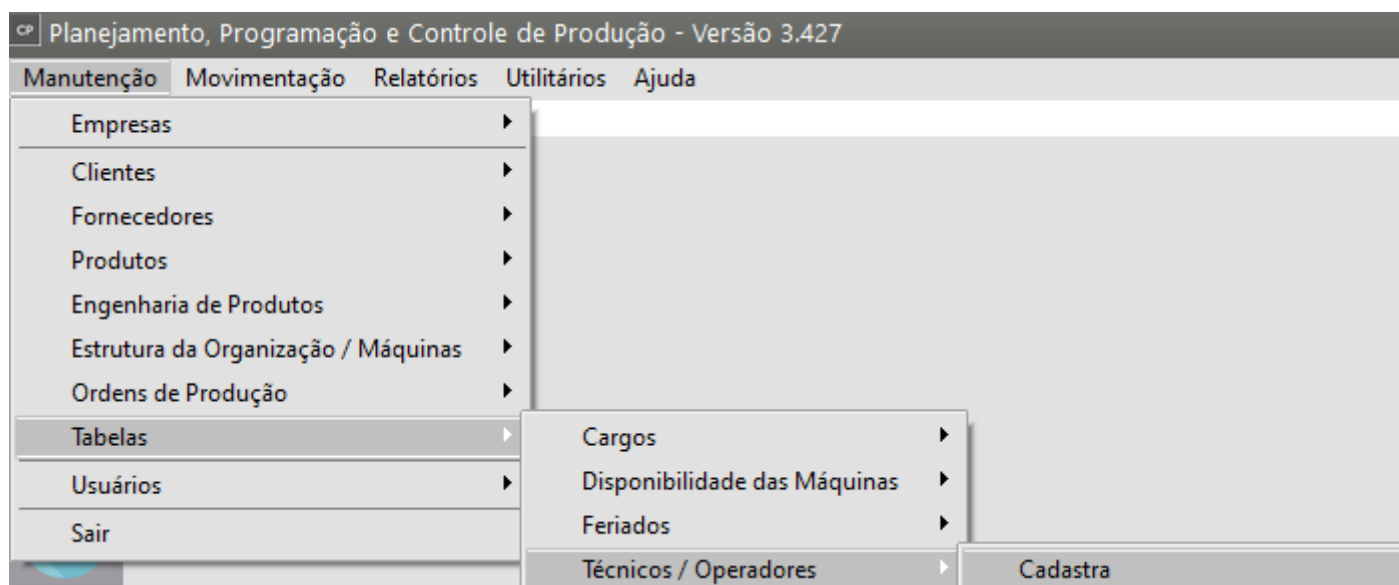 CP Planejamento, Programação e Controle de Produção - Versão 3.427
Manutenção Movimentação Relatórios Utilitários Ajuda
Empresas
Clientes
Fornecedores
Produtos
Engenharia de Produtos
Estrutura da Organização / Máquinas
Ordens de Produção
Tabelas
Usuários
Sair
Cargos
Disponibilidade das Máquinas
Feriados
Técnicos / Operadores
Cadastra